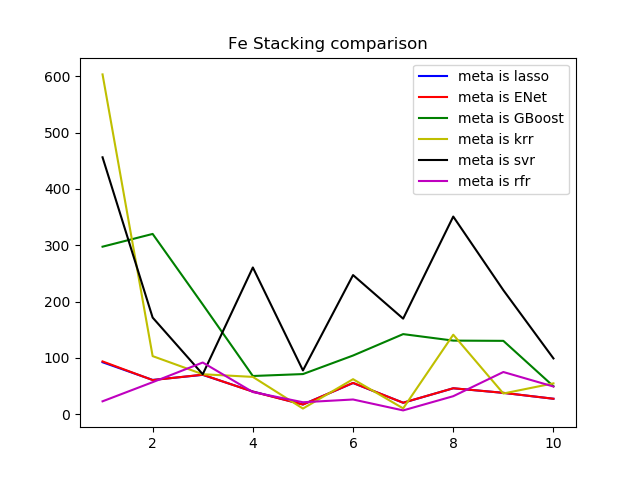 Fe Stacking comparison
meta is lasso
meta is ENet
meta is GBoost
meta is krr
meta is svr
meta is rfr
600
500
400
300
200
100
0
2 4 6 8 10